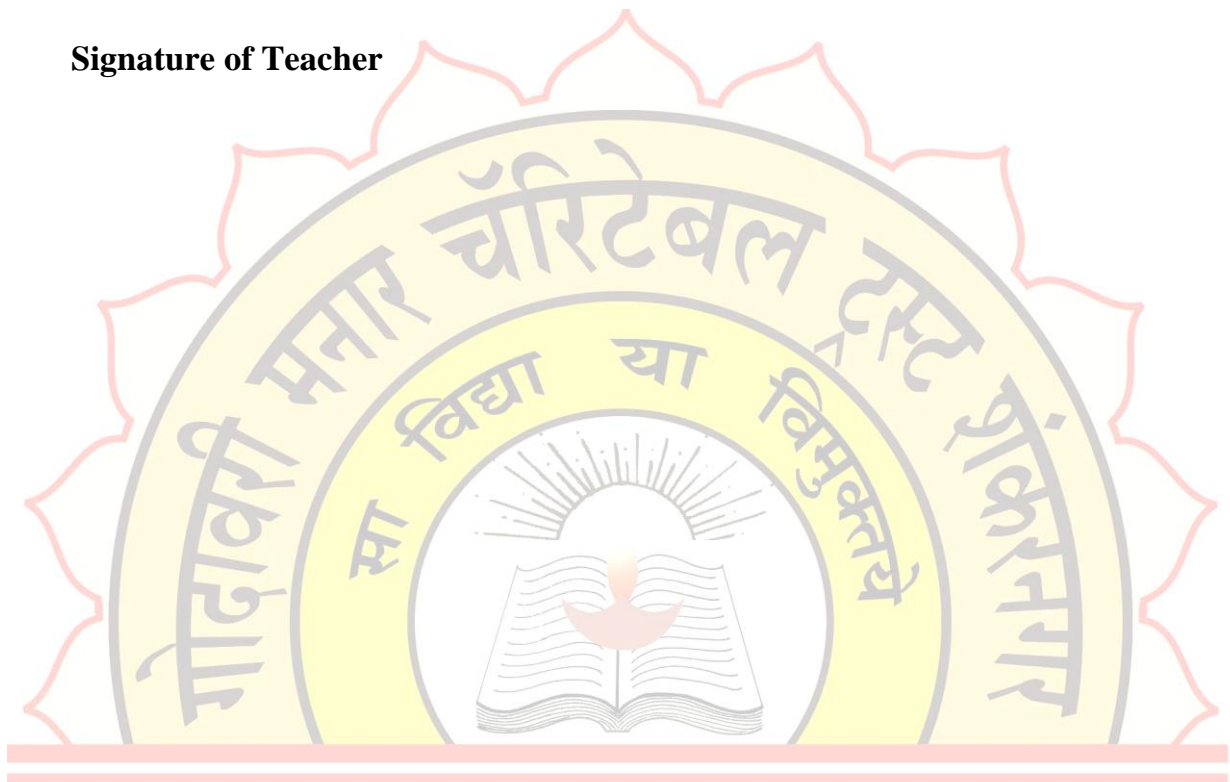 Signature of Teacher
गोदावरी मनार चॅरिटेबल ट्रस्ट शंकरनगर
सा विद्या या विमुक्तये